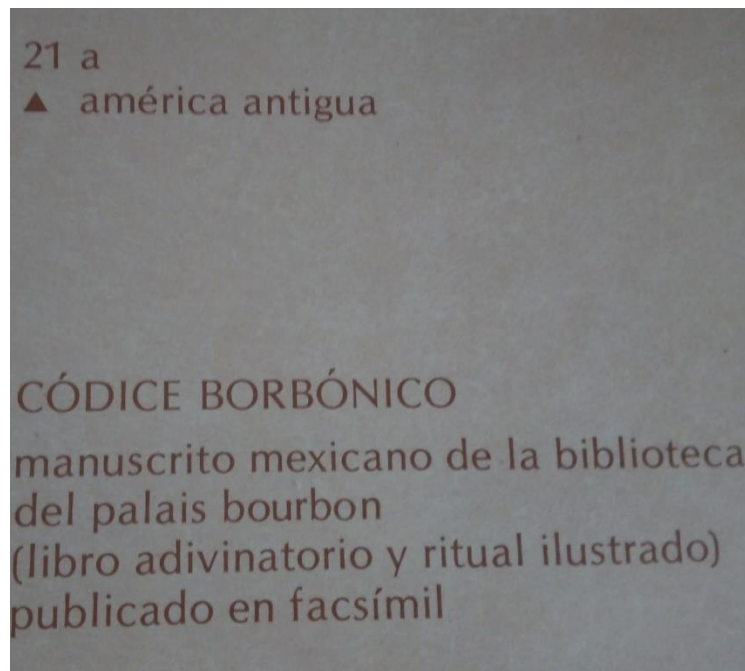 21 a
▲ américa antigua
CÓDICE BORBÓNICO
manuscrito mexicano de la biblioteca
del palais bourbon
(libro adivinatorio y ritual ilustrado)
publicado en facsímil